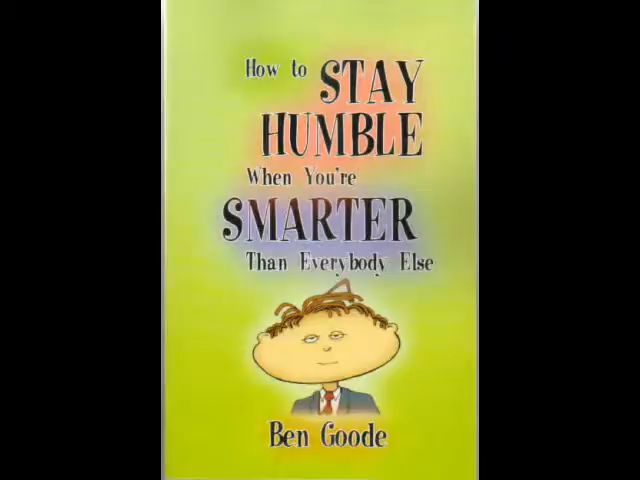 How to STAY
HUMBLE
When You're
SMARTER
Than Everybody Else
Ben Goode